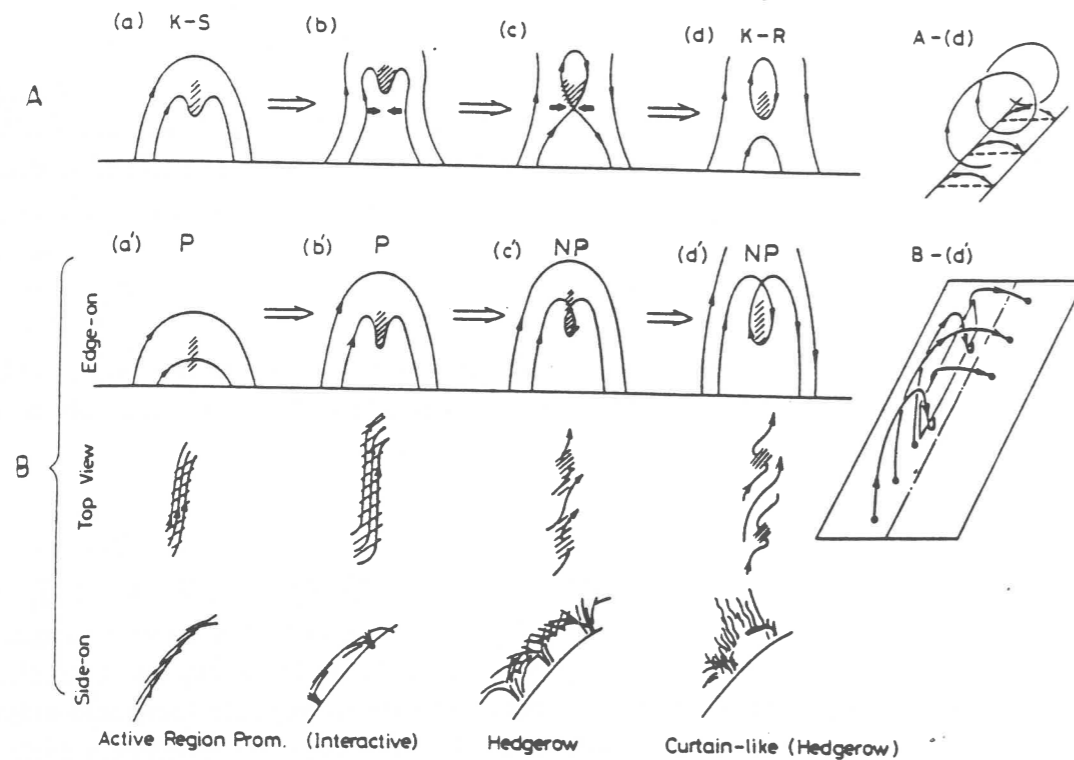 (a) K-S
(b)
(c)
(d) K-R
A-(d)
A
(a′) P
(b′) P
(c′) NP
(d′) NP
B-(d′)
B
Edge-on
Top View
Side-on
Active Region Prom.
(Interactive)
Hedgerow
Curtain-like (Hedgerow)